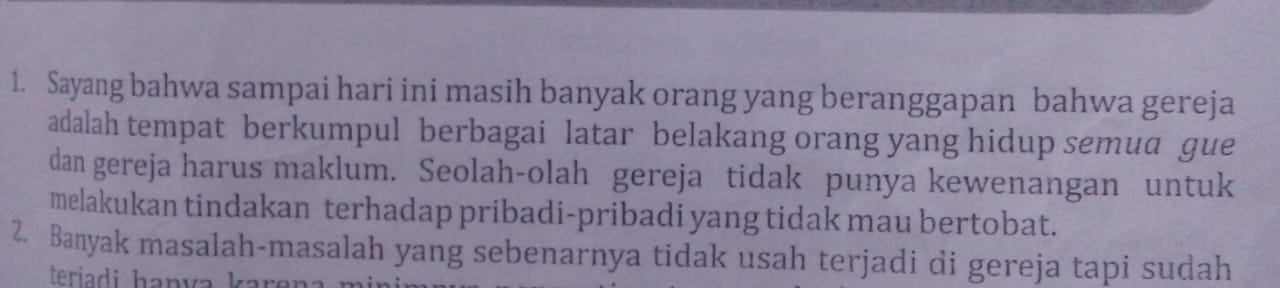 1. Sayang bahwa sampai hari ini masih banyak orang yang beranggapan bahwa gereja
adalah tempat berkumpul berbagai latar belakang orang yang hidup semua gue
dan gereja harus maklum. Seolah-olah gereja tidak punya kewenangan untuk
melakukan tindakan terhadap pribadi-pribadi yang tidak mau bertobat.
2. Banyak masalah-masalah yang sebenarnya tidak usah terjadi di gereja tapi sudah
terjadi hanya karena